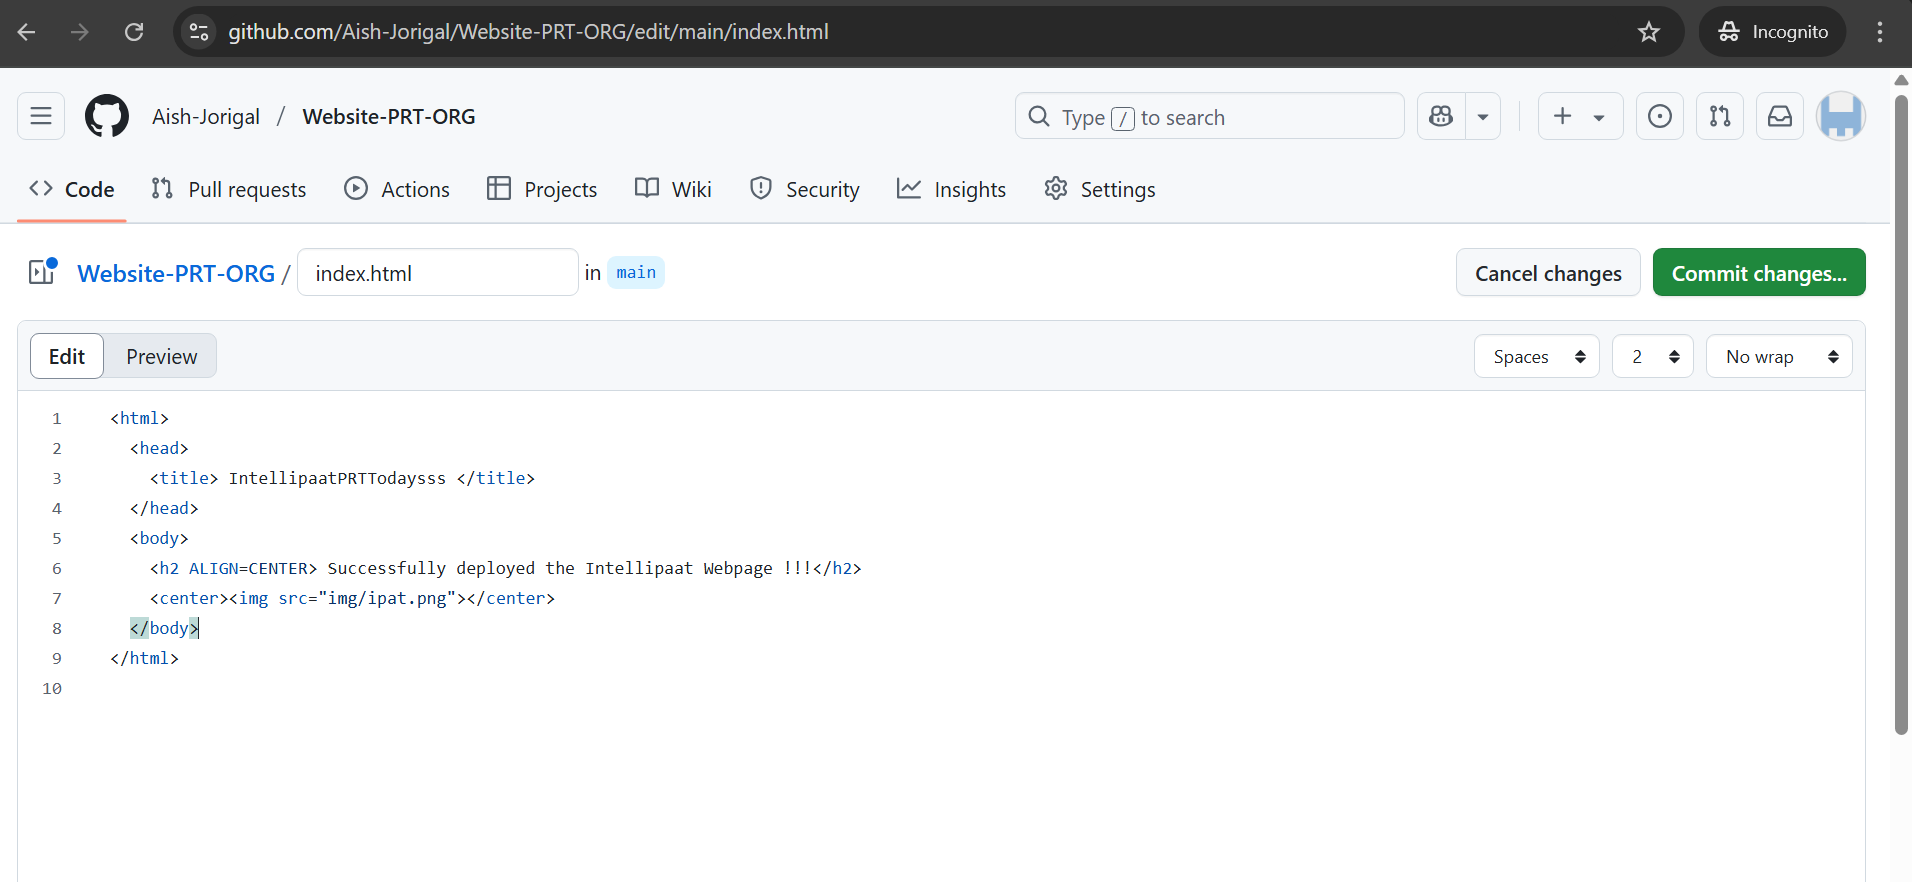 github.com/Aish-Jorigal/Website-PRT-ORG/edit/main/index.html
Incognito
Aish-Jorigal / Website-PRT-ORG
Type / to search
Code Pull requests Actions Projects Wiki Security Insights Settings
Website-PRT-ORG / index.html in main
Cancel changes Commit changes...
Edit Preview
Spaces 2 No wrap
1 <html>
2 <head>
3 <title> IntellipaatPRTTodaysss </title>
4 </head>
5 <body>
6 <h2 ALIGN=CENTER> Successfully deployed the Intellipaat Webpage !!!</h2>
7 <center><img src="img/ipat.png"></center>
8 </body>
9 </html>
10